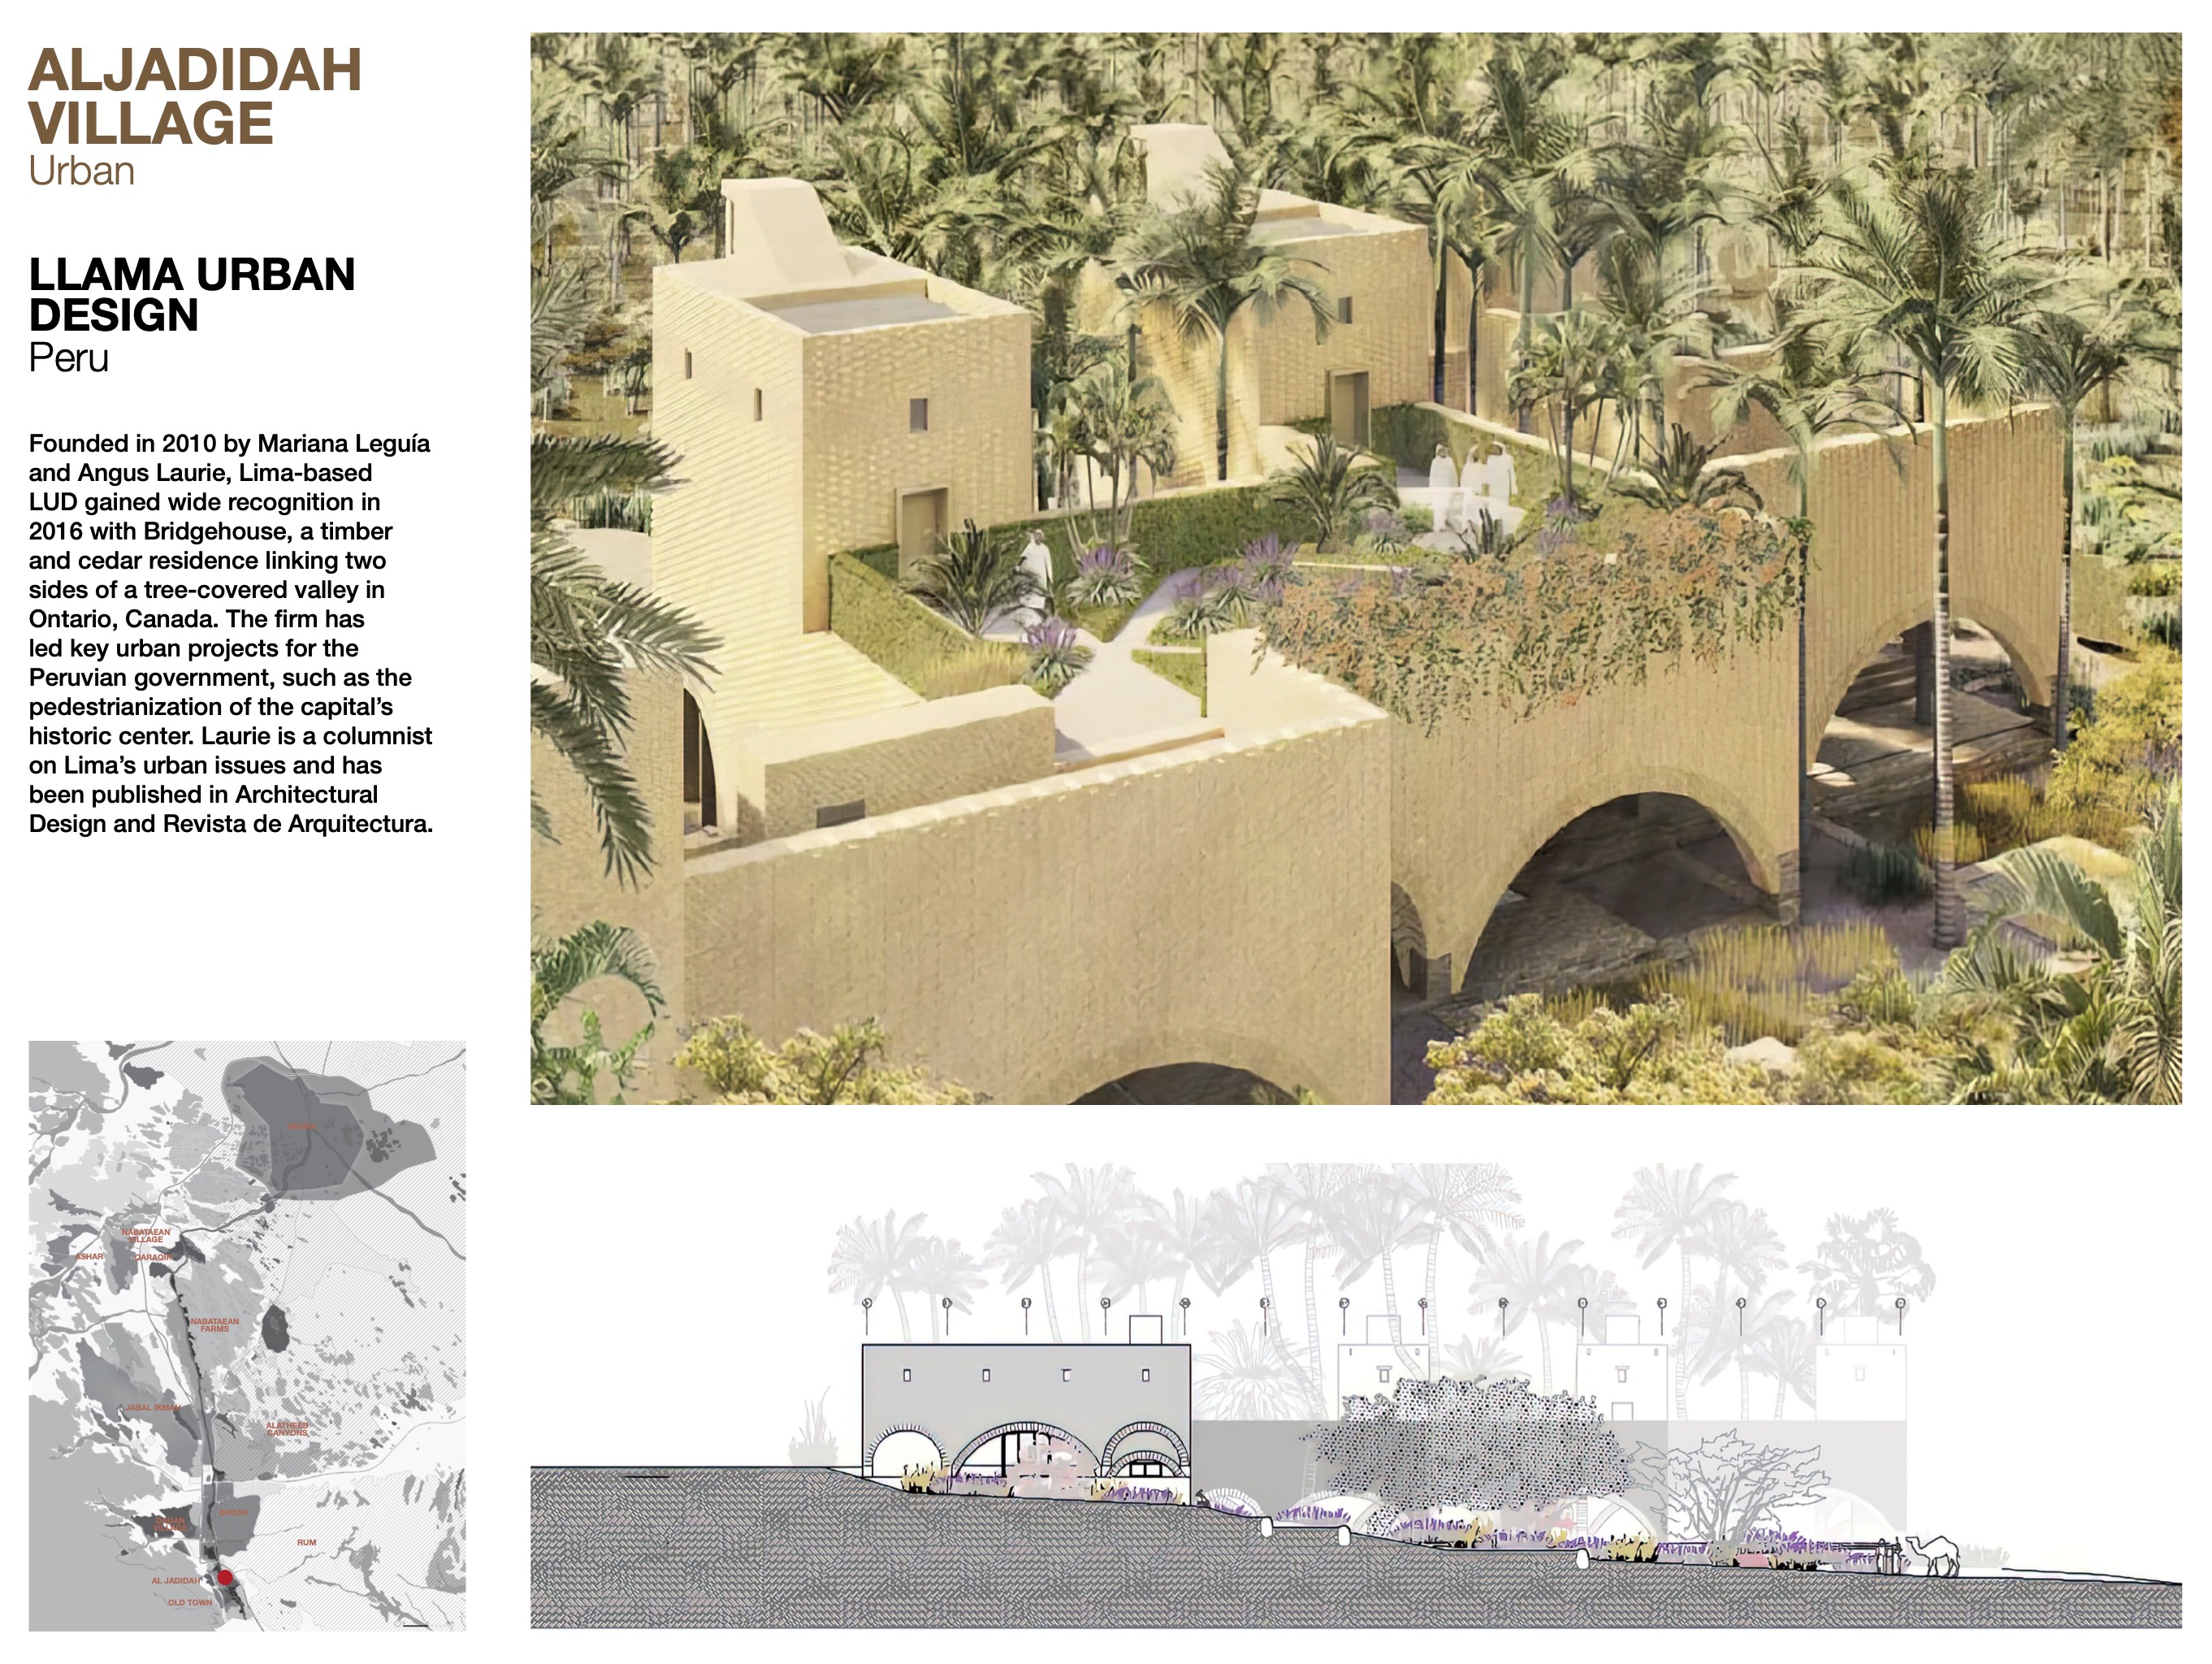 ALJADIDAH
VILLAGE
Urban
LLAMA URBAN
DESIGN
Peru
Founded in 2010 by Mariana Leguía
and Angus Laurie, Lima-based
LUD gained wide recognition in
2016 with Bridgehouse, a timber
and cedar residence linking two
sides of a tree-covered valley in
Ontario, Canada. The firm has
led key urban projects for the
Peruvian government, such as the
pedestrianization of the capital’s
historic center. Laurie is a columnist
on Lima’s urban issues and has
been published in Architectural
Design and Revista de Arquitectura.
NABATAEAN
VILLAGE
ASHAR
QARAQIR
NABATAEAN
FARMS
JABAL IKMAH
ALATHEEB
CANYONS
DADAN
DADAN
VILLAGE
RUM
AL JADIDAH
OLD TOWN